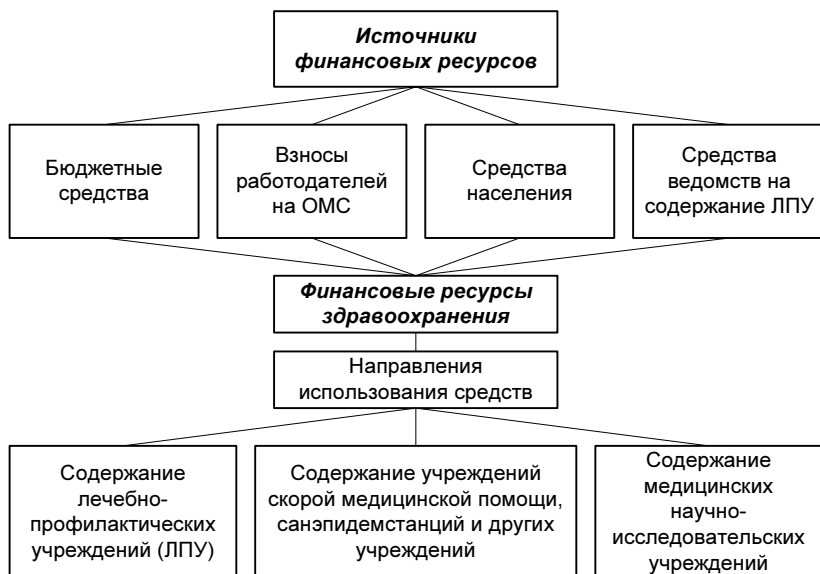 Источники
финансовых ресурсов
Бюджетные
средства
Взносы
работодателей
на ОМС
Средства
населения
Средства
ведомств на
содержание ЛПУ
Финансовые ресурсы
здравоохранения
Направления
использования средств
Содержание
лечебно-
профилактических
учреждений (ЛПУ)
Содержание учреждений
скорой медицинской помощи,
санэпидемстанций и других
учреждений
Содержание
медицинских
научно-
исследовательских
учреждений